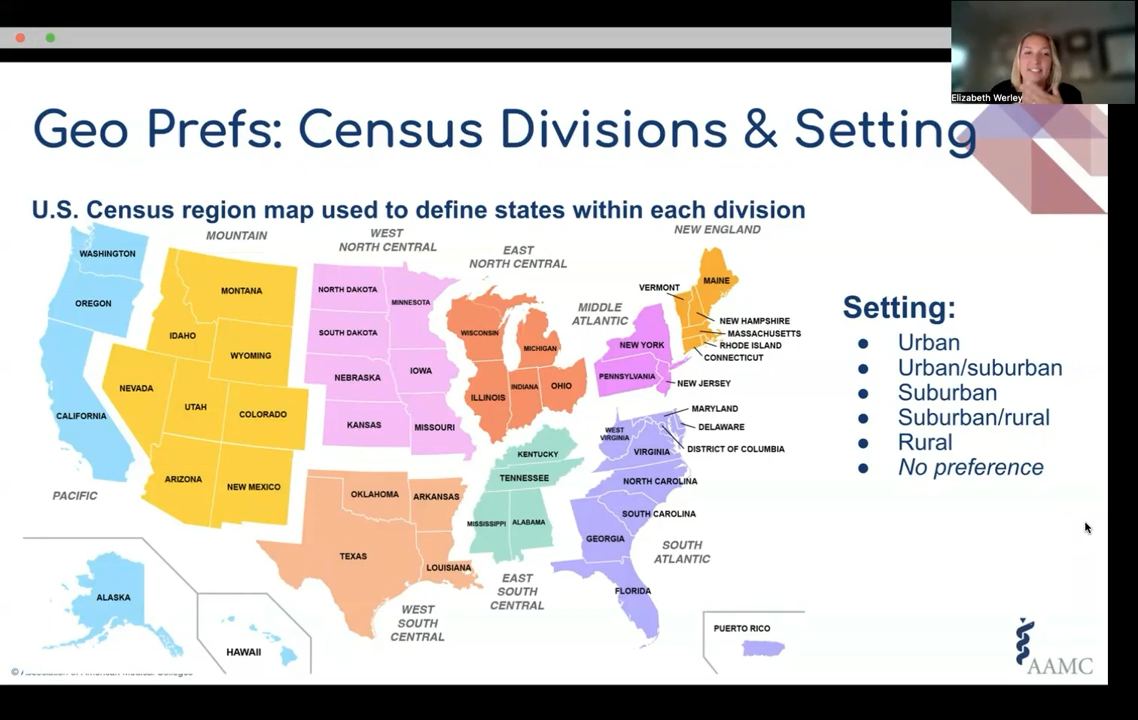 Elizabeth Werley
Geo Prefs: Census Divisions & Setting
U.S. Census region map used to define states within each division
MOUNTAIN
WEST
NORTH CENTRAL
EAST
NORTH CENTRAL
NEW ENGLAND
MIDDLE
ATLANTIC
WASHINGTON
OREGON
CALIFORNIA
PACIFIC
MONTANA
IDAHO
WYOMING
NEVADA
UTAH
COLORADO
ARIZONA
NEW MEXICO
NORTH DAKOTA
MINNESOTA
SOUTH DAKOTA
NEBRASKA
IOWA
KANSAS
MISSOURI
WISCONSIN
MICHIGAN
ILLINOIS
INDIANA
OHIO
VERMONT
MAINE
NEW HAMPSHIRE
MASSACHUSETTS
RHODE ISLAND
CONNECTICUT
NEW YORK
PENNSYLVANIA
NEW JERSEY
MARYLAND
DELAWARE
DISTRICT OF COLUMBIA
WEST
VIRGINIA
VIRGINIA
NORTH CAROLINA
SOUTH CAROLINA
GEORGIA
FLORIDA
SOUTH
ATLANTIC
KENTUCKY
TENNESSEE
MISSISSIPPI
ALABAMA
EAST
SOUTH
CENTRAL
OKLAHOMA
ARKANSAS
TEXAS
LOUISIANA
WEST
SOUTH
CENTRAL
ALASKA
HAWAII
PUERTO RICO
Setting:
● Urban
● Urban/suburban
● Suburban
● Suburban/rural
● Rural
● No preference
AAMC